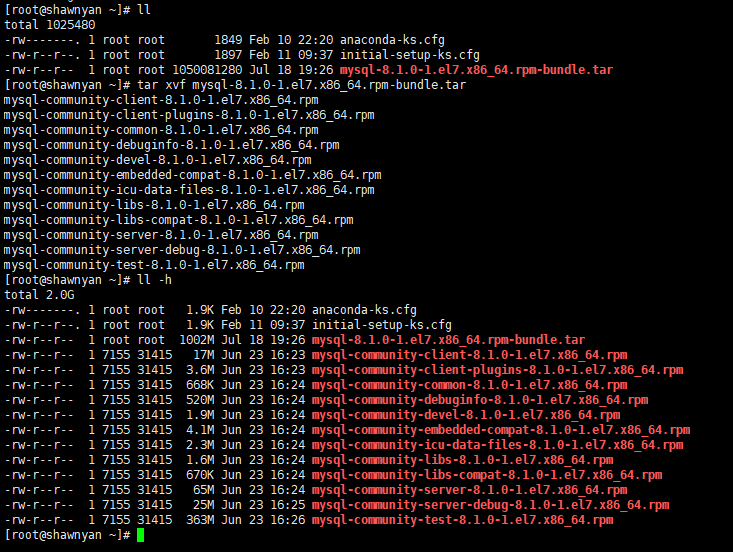 [root@shawnyan ~]# ll
total 1025480
-rw-------. 1 root root       1849 Feb 10 22:20 anaconda-ks.cfg
-rw-r--r--. 1 root root       1897 Feb 11 09:37 initial-setup-ks.cfg
-rw-r--r--  1 root root 1050081280 Jul 18 19:26 mysql-8.1.0-1.el7.x86_64.rpm-bundle.tar
[root@shawnyan ~]# tar xvf mysql-8.1.0-1.el7.x86_64.rpm-bundle.tar
mysql-community-client-8.1.0-1.el7.x86_64.rpm
mysql-community-client-plugins-8.1.0-1.el7.x86_64.rpm
mysql-community-common-8.1.0-1.el7.x86_64.rpm
mysql-community-debuginfo-8.1.0-1.el7.x86_64.rpm
mysql-community-devel-8.1.0-1.el7.x86_64.rpm
mysql-community-embedded-compat-8.1.0-1.el7.x86_64.rpm
mysql-community-icu-data-files-8.1.0-1.el7.x86_64.rpm
mysql-community-libs-8.1.0-1.el7.x86_64.rpm
mysql-community-libs-compat-8.1.0-1.el7.x86_64.rpm
mysql-community-server-8.1.0-1.el7.x86_64.rpm
mysql-community-server-debug-8.1.0-1.el7.x86_64.rpm
mysql-community-test-8.1.0-1.el7.x86_64.rpm
[root@shawnyan ~]# ll -h
total 2.0G
-rw-------. 1 root root   1.9K Feb 10 22:20 anaconda-ks.cfg
-rw-r--r--. 1 root root   1.9K Feb 11 09:37 initial-setup-ks.cfg
-rw-r--r--  1 root root  1002M Jul 18 19:26 mysql-8.1.0-1.el7.x86_64.rpm-bundle.tar
-rw-r--r--  1 7155 31415   17M Jun 23 16:23 mysql-community-client-8.1.0-1.el7.x86_64.rpm
-rw-r--r--  1 7155 31415  3.6M Jun 23 16:23 mysql-community-client-plugins-8.1.0-1.el7.x86_64.rpm
-rw-r--r--  1 7155 31415  668K Jun 23 16:24 mysql-community-common-8.1.0-1.el7.x86_64.rpm
-rw-r--r--  1 7155 31415  520M Jun 23 16:24 mysql-community-debuginfo-8.1.0-1.el7.x86_64.rpm
-rw-r--r--  1 7155 31415  1.9M Jun 23 16:24 mysql-community-devel-8.1.0-1.el7.x86_64.rpm
-rw-r--r--  1 7155 31415  4.1M Jun 23 16:24 mysql-community-embedded-compat-8.1.0-1.el7.x86_64.rpm
-rw-r--r--  1 7155 31415  2.3M Jun 23 16:24 mysql-community-icu-data-files-8.1.0-1.el7.x86_64.rpm
-rw-r--r--  1 7155 31415  1.6M Jun 23 16:24 mysql-community-libs-8.1.0-1.el7.x86_64.rpm
-rw-r--r--  1 7155 31415  670K Jun 23 16:24 mysql-community-libs-compat-8.1.0-1.el7.x86_64.rpm
-rw-r--r--  1 7155 31415   65M Jun 23 16:24 mysql-community-server-8.1.0-1.el7.x86_64.rpm
-rw-r--r--  1 7155 31415   25M Jun 23 16:25 mysql-community-server-debug-8.1.0-1.el7.x86_64.rpm
-rw-r--r--  1 7155 31415  363M Jun 23 16:26 mysql-community-test-8.1.0-1.el7.x86_64.rpm
[root@shawnyan ~]#